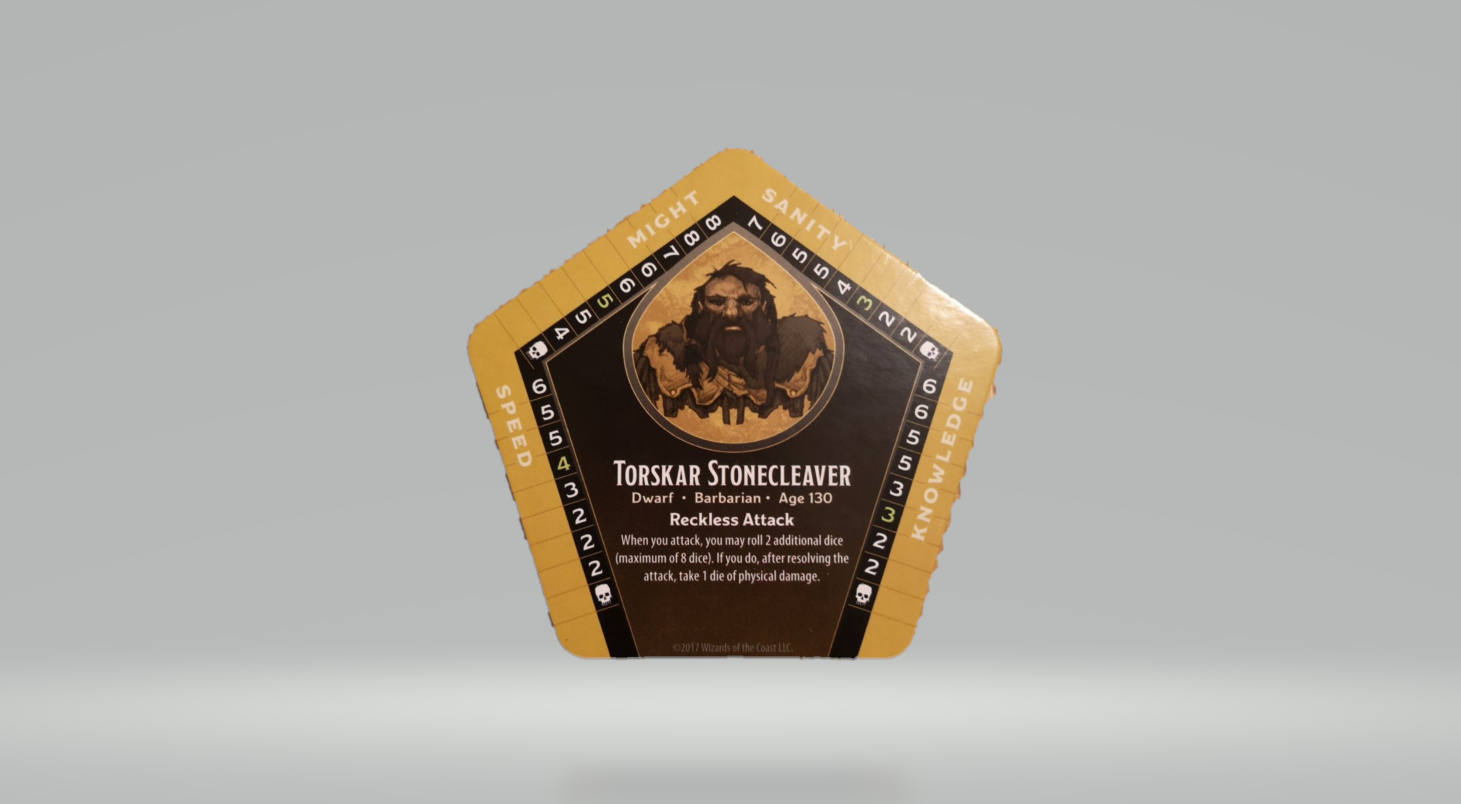 MIGHT
8 8 7 6 6 5 5 4
SANITY
7 6 5 5 4 3 2 2
SPEED
6 5 5 4 3 2 2 2
KNOWLEDGE
6 6 5 5 3 3 2 2
TORSKAR STONECLEAVER
Dwarf • Barbarian • Age 130
Reckless Attack
When you attack, you may roll 2 additional dice
(maximum of 8 dice). If you do, after resolving the
attack, take 1 die of physical damage.
©2017 Wizards of the Coast LLC.